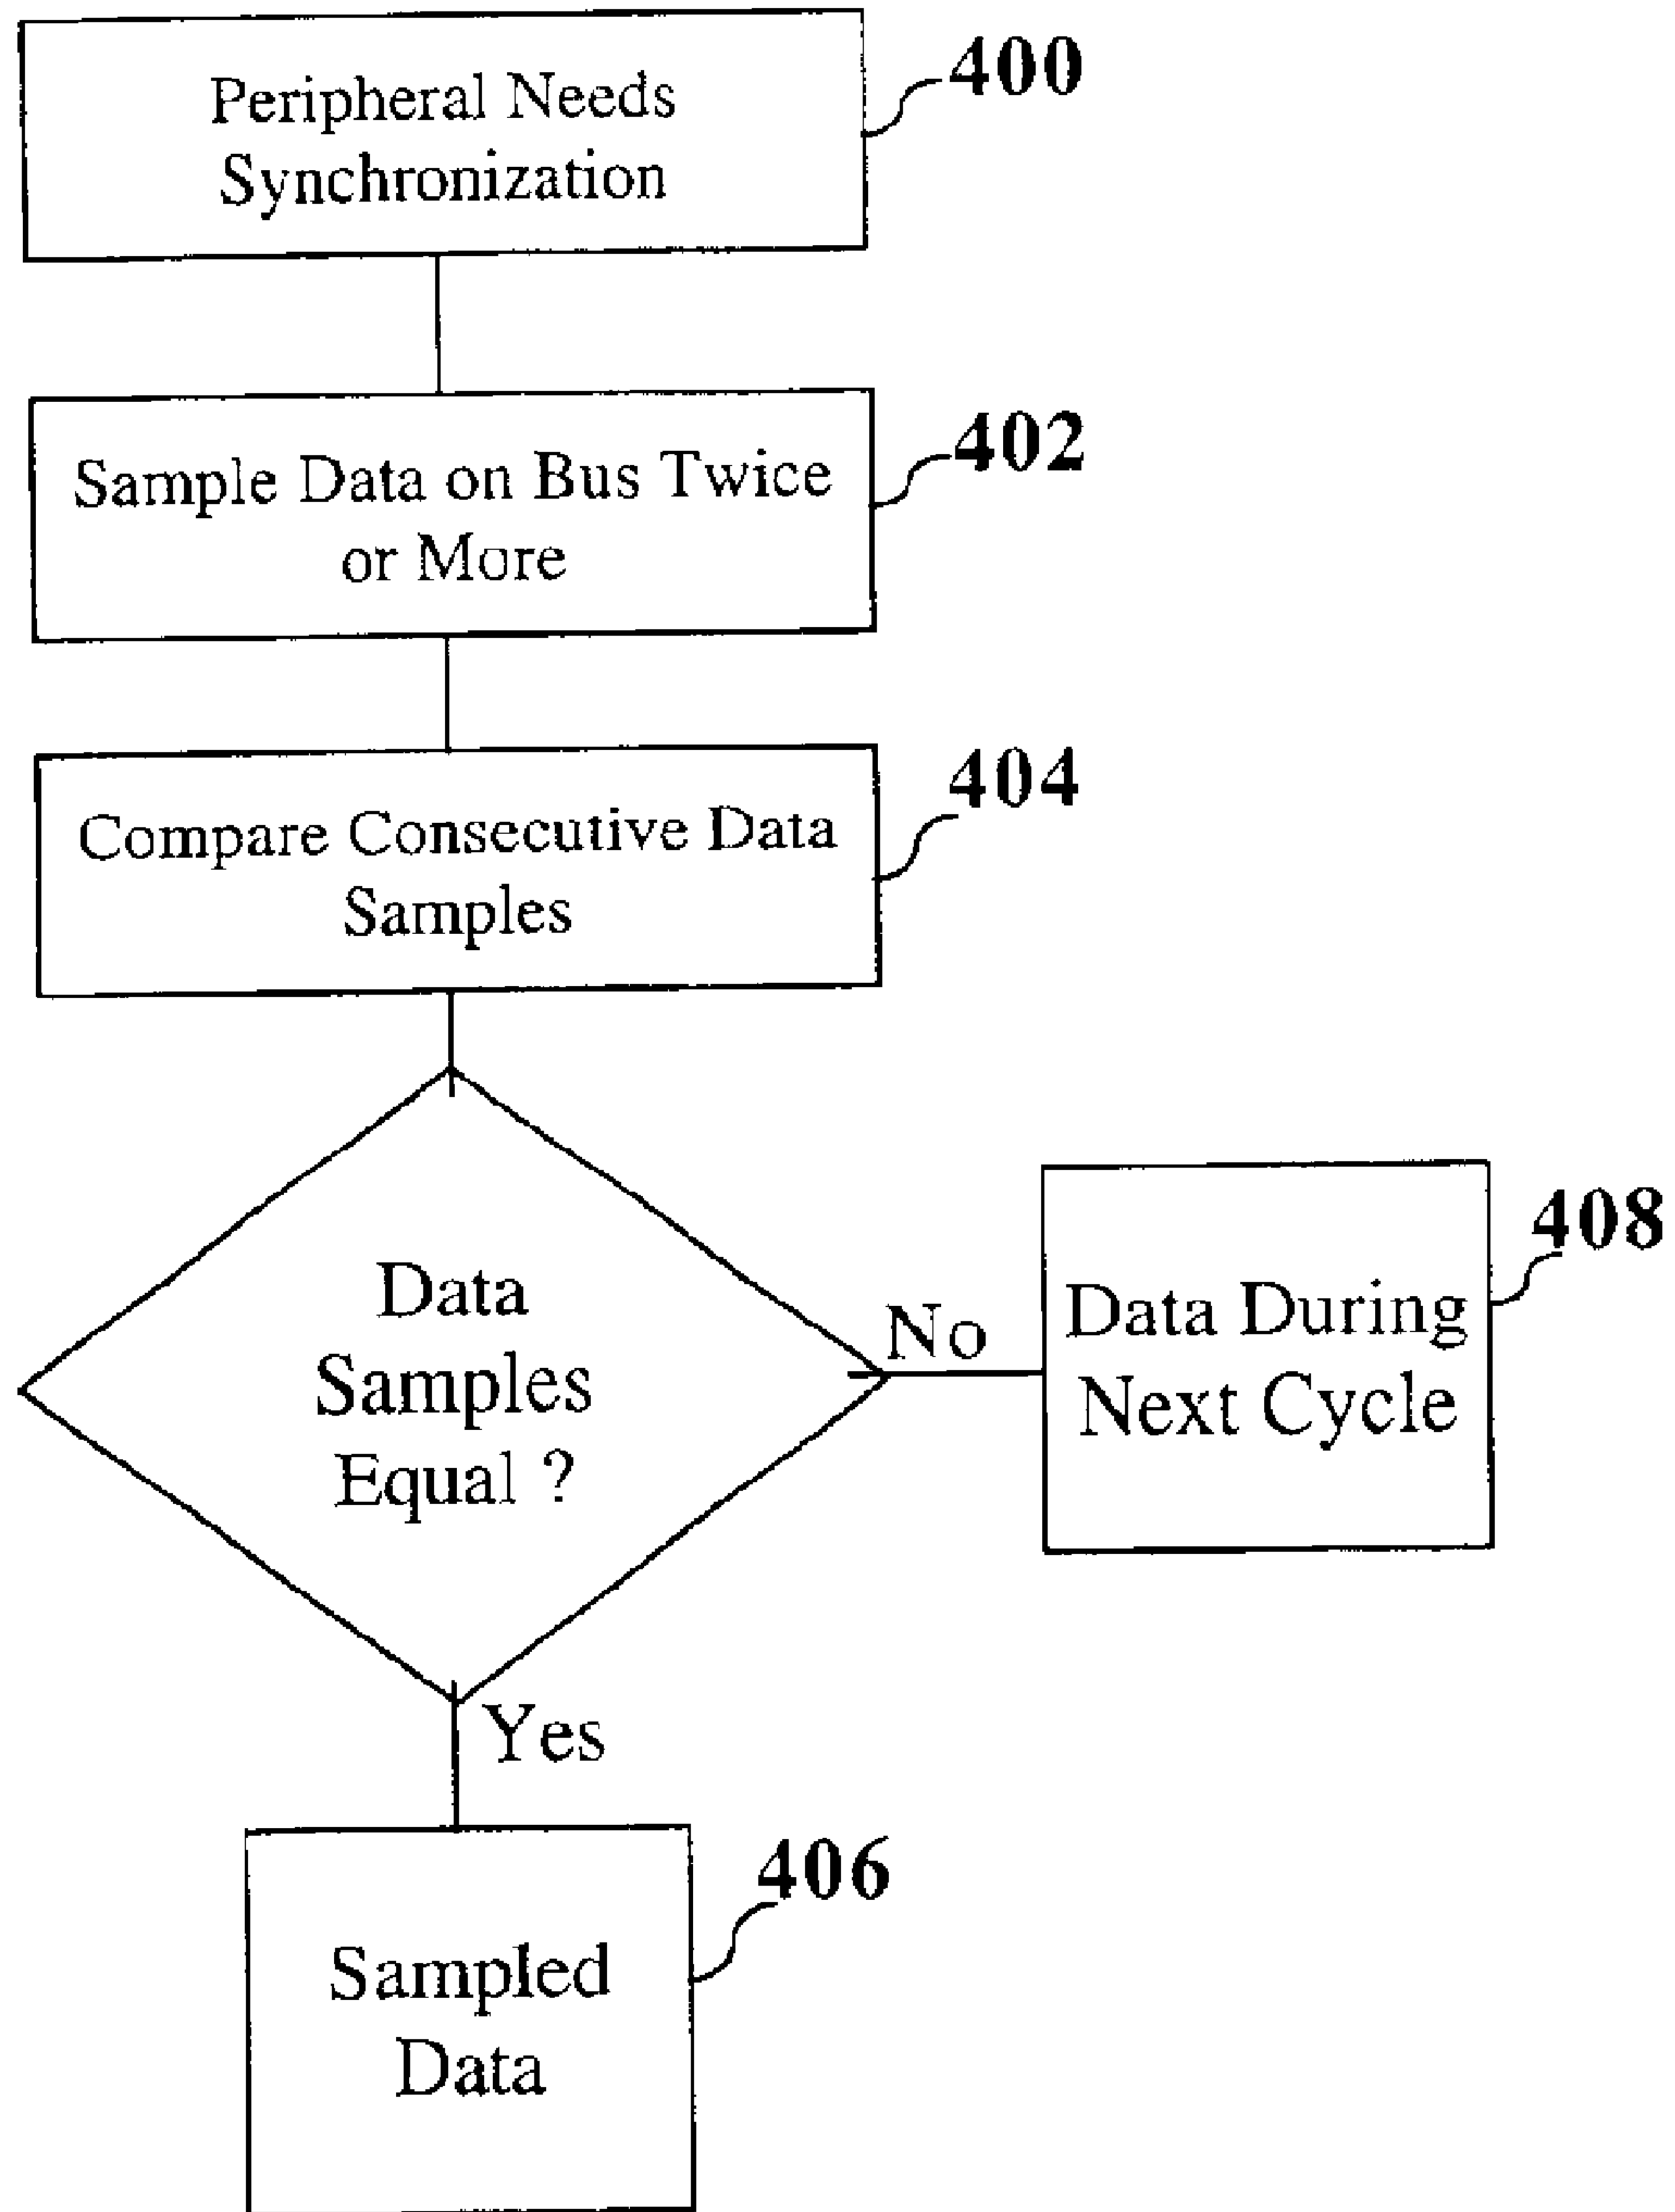 Peripheral Needs
Synchronization
400
Sample Data on Bus Twice
or More
402
Compare Consecutive Data
Samples
404
Data
Samples
Equal ?
No
Data During
Next Cycle
408
Yes
Sampled
Data
406